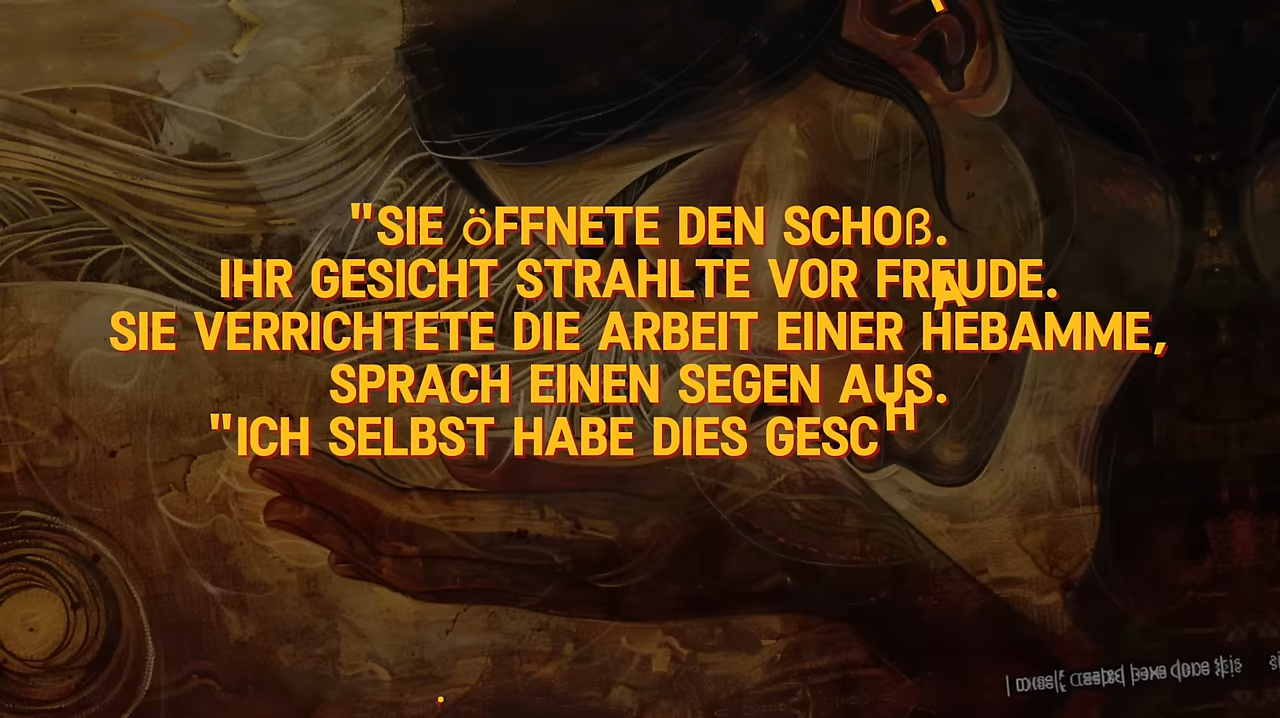 "SIE öFFNETE DEN SCHOß.
IHR GESICHT STRAHLTE VOR FREUDE.
SIE VERRICHTETE DIE ARBEIT EINER HEBAMME,
SPRACH EINEN SEGEN AUS.
"ICH SELBST HABE DIES GESCH